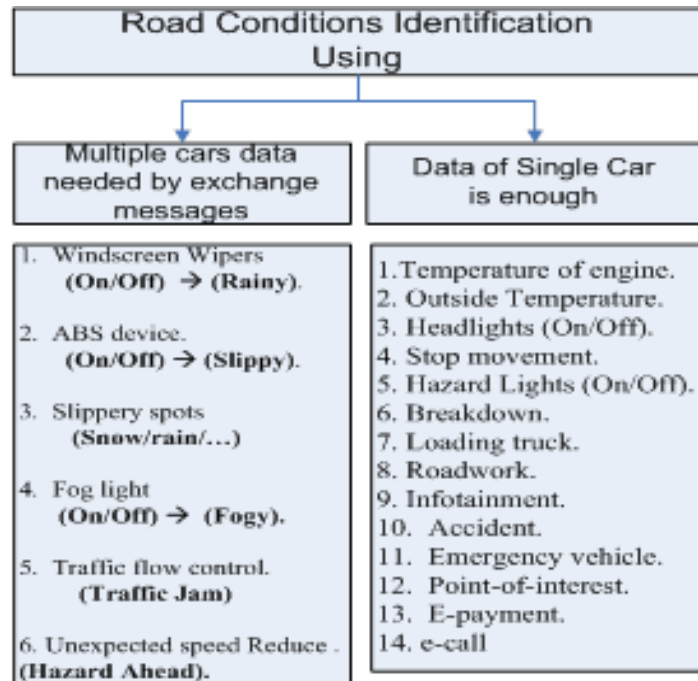 Road Conditions Identification
Using
Multiple cars data
needed by exchange
messages
Data of Single Car
is enough
1. Windscreen Wipers
(On/Off) → (Rainy).
2. ABS device.
(On/Off) → (Slippy).
3. Slippery spots
(Snow/rain/…)
4. Fog light
(On/Off) → (Fogy).
5. Traffic flow control.
(Traffic Jam)
6. Unexpected speed Reduce .
(Hazard Ahead).
1.Temperature of engine.
2. Outside Temperature.
3. Headlights (On/Off).
4. Stop movement.
5. Hazard Lights (On/Off).
6. Breakdown.
7. Loading truck.
8. Roadwork.
9. Infotainment.
10. Accident.
11. Emergency vehicle.
12. Point-of-interest.
13. E-payment.
14. e-call